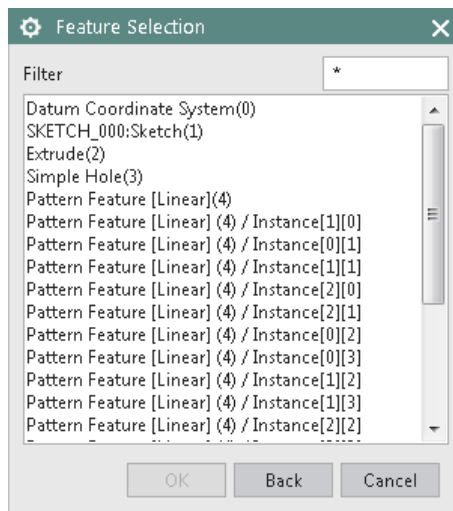 Feature Selection
Filter
*
Datum Coordinate System(0)
SKETCH_000:Sketch(1)
Extrude(2)
Simple Hole(3)
Pattern Feature [Linear](4)
Pattern Feature [Linear] (4) / Instance[1][0]
Pattern Feature [Linear] (4) / Instance[0][1]
Pattern Feature [Linear] (4) / Instance[1][1]
Pattern Feature [Linear] (4) / Instance[2][0]
Pattern Feature [Linear] (4) / Instance[2][1]
Pattern Feature [Linear] (4) / Instance[0][2]
Pattern Feature [Linear] (4) / Instance[0][3]
Pattern Feature [Linear] (4) / Instance[1][2]
Pattern Feature [Linear] (4) / Instance[1][3]
Pattern Feature [Linear] (4) / Instance[2][2]
OK Back Cancel